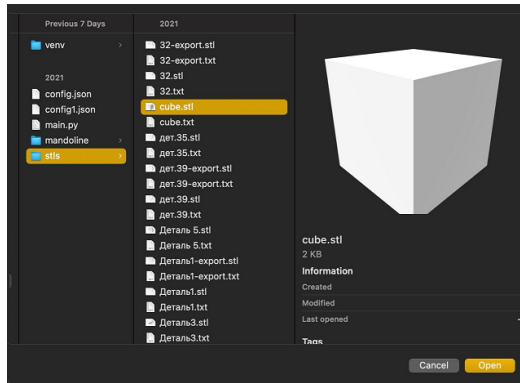 Previous 7 Days
venv
2021
config.json
config1.json
main.py
mandoline
stls
2021
32-export.stl
32-export.txt
32.stl
32.txt
cube.stl
cube.txt
дет.35.stl
дет.35.txt
дет.39-export.stl
дет.39-export.txt
дет.39.stl
дет.39.txt
Деталь 5.stl
Деталь 5.txt
Деталь1-export.stl
Деталь1-export.txt
Деталь1.stl
Деталь1.txt
Деталь3.stl
Деталь3.txt
cube.stl
2 KB
Information
Created
Modified
Last opened
Tags
Cancel
Open